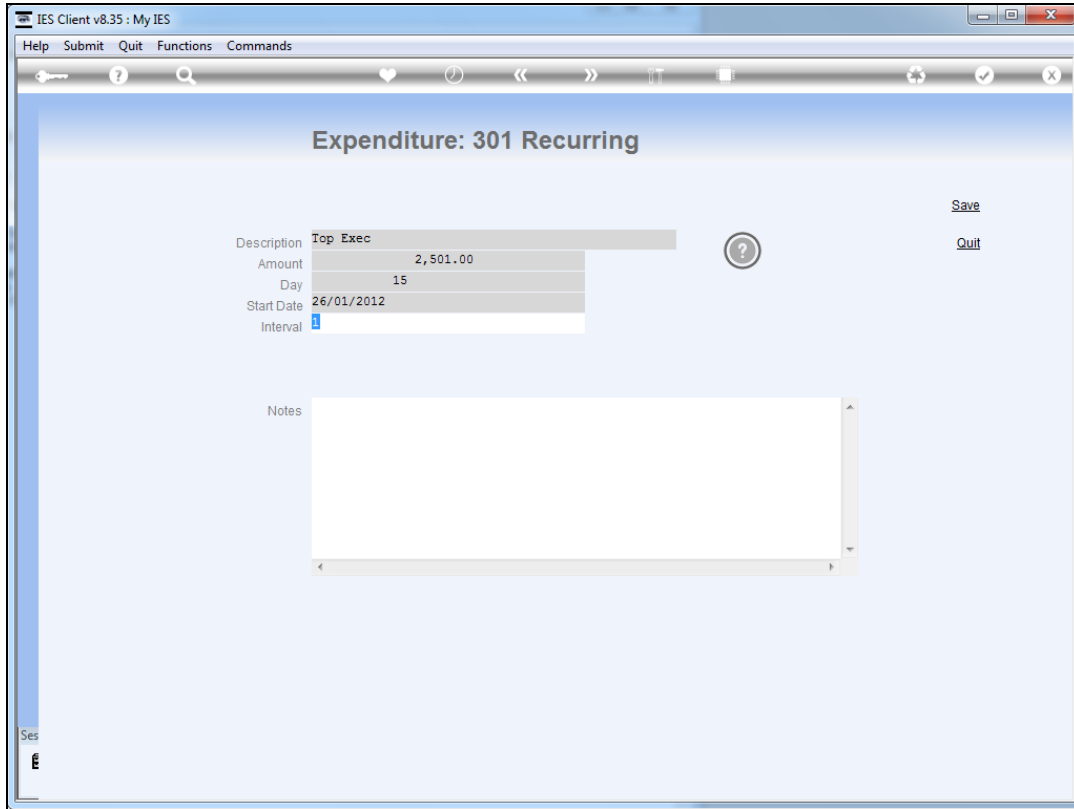 IES Client v8.35 : My IES
Help Submit Quit Functions Commands
Expenditure: 301 Recurring
Save
Description Top Exec
Quit
Amount 2,501.00
Day 15
Start Date 26/01/2012
Interval 1
Notes
Ses